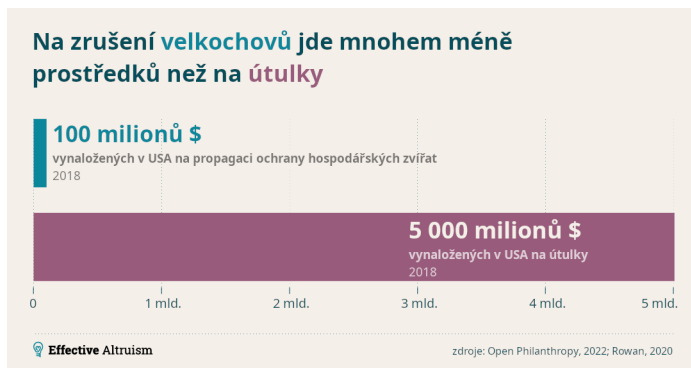 Na zrušení velkochovů jde mnohem méně
prostředků než na útulky
100 milionů $
vynaložených v USA na propagaci ochrany hospodářských zvířat
2018
5 000 milionů $
vynaložených v USA na útulky
2018
0 1 mld. 2 mld. 3 mld. 4 mld. 5 mld.
Effective Altruism
zdroje: Open Philanthropy, 2022; Rowan, 2020